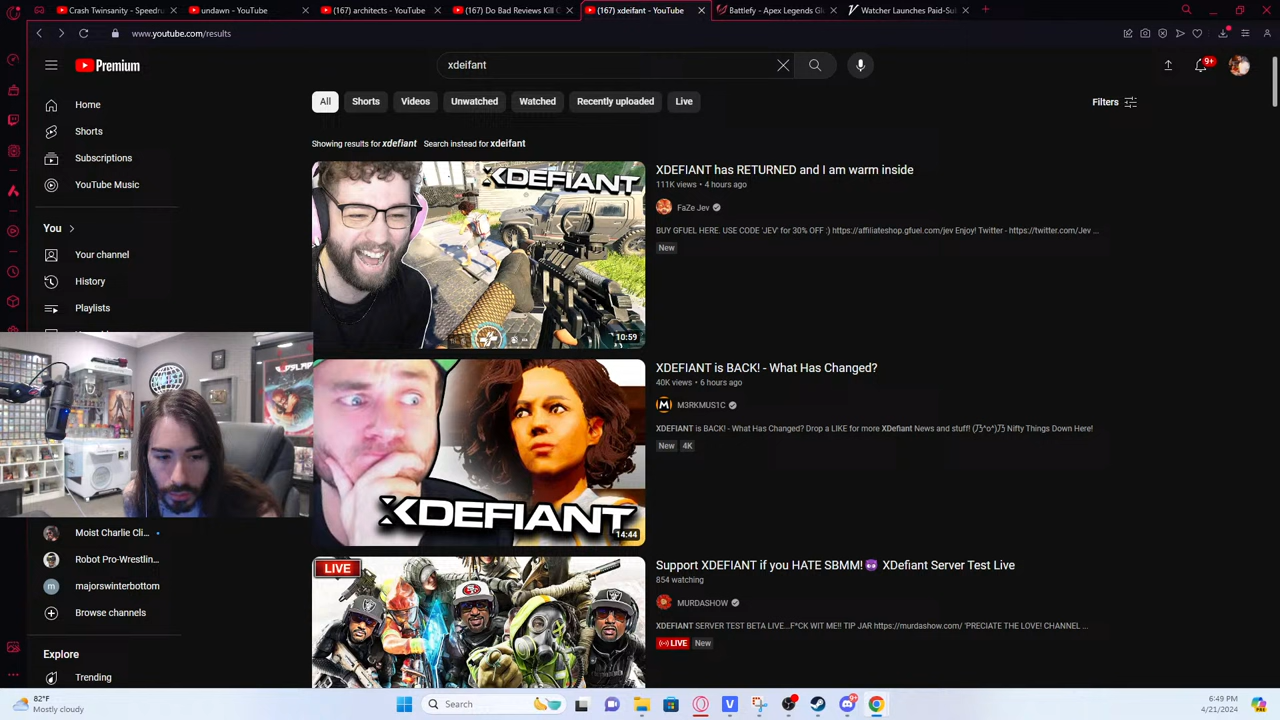 Crash Twinsanity - Speedru
undawn - YouTube
(167) architects - YouTube
(167) Do Bad Reviews Kill C
(167) xdeifant - YouTube
Battlefy - Apex Legends Gl
Watcher Launches Paid-Sul
www.youtube.com/results
Premium
xdeifant
9+
Home
Shorts
Subscriptions
YouTube Music
You
Your channel
History
Playlists
All
Shorts
Videos
Unwatched
Watched
Recently uploaded
Live
Filters
Showing results for xdefiant Search instead for xdeifant
XDEFIANT
10:59
XDEFIANT has RETURNED and I am warm inside
111K views • 4 hours ago
FaZe Jev
BUY GFUEL HERE. USE CODE 'JEV' for 30% OFF :) https://affiliateshop.gfuel.com/jev Enjoy! Twitter - https://twitter.com/Jev ...
New
XDEFIANT
14:44
XDEFIANT is BACK! - What Has Changed?
40K views • 6 hours ago
M3RKMUS1C
XDEFIANT is BACK! - What Has Changed? Drop a LIKE for more XDefiant News and stuff! (乃^o^)乃 Nifty Things Down Here!
New 4K
Moist Charlie Cli...
Robot Pro-Wrestlin...
m majorswinterbottom
Browse channels
Explore
Trending
LIVE
Support XDEFIANT if you HATE SBMM!😈 XDefiant Server Test Live
854 watching
MURDASHOW
XDEFIANT SERVER TEST BETA LIVE...F*CK WIT ME!! TIP JAR https://murdashow.com/ 'PRECIATE THE LOVE! CHANNEL ...
LIVE New
82°F
Mostly cloudy
Search
6:49 PM
4/21/2024